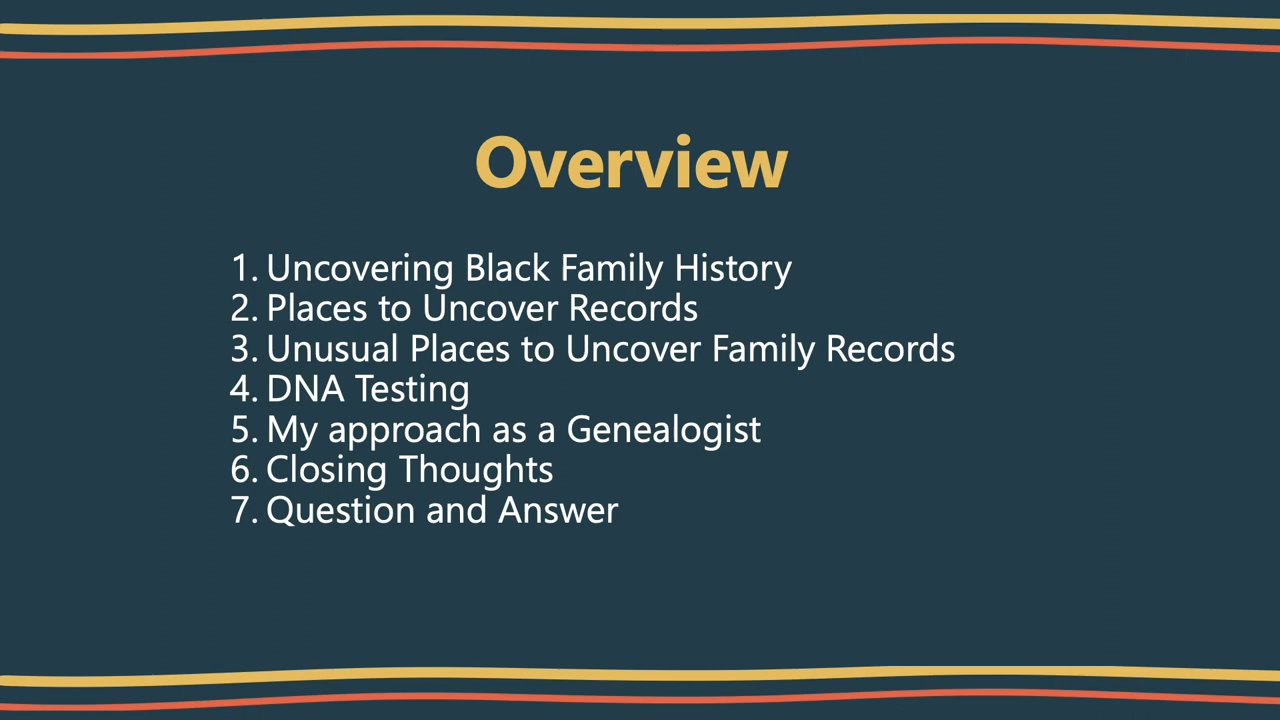 Overview
1. Uncovering Black Family History
2. Places to Uncover Records
3. Unusual Places to Uncover Family Records
4. DNA Testing
5. My approach as a Genealogist
6. Closing Thoughts
7. Question and Answer